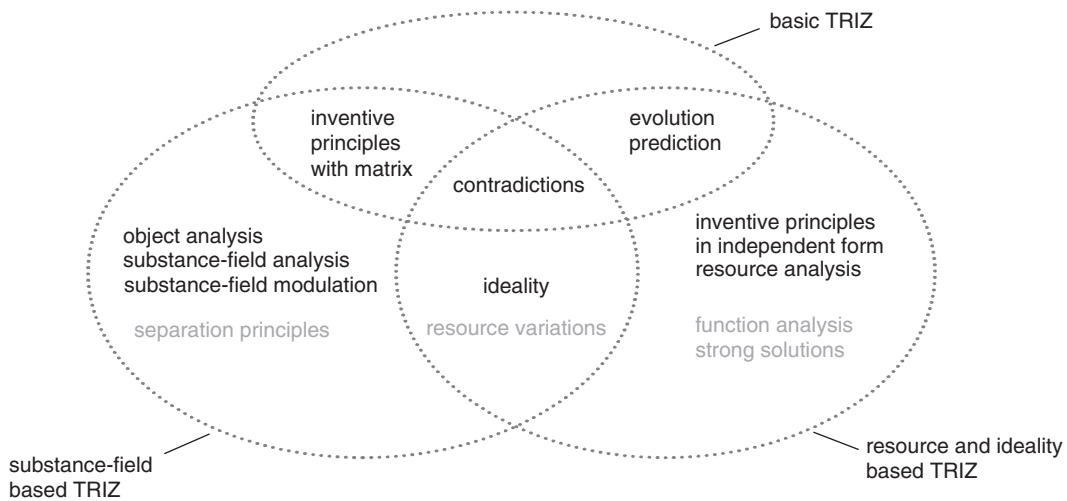 basic TRIZ
inventive
principles
with matrix
evolution
prediction
contradictions
object analysis
substance-field analysis
substance-field modulation
separation principles
ideality
resource variations
inventive principles
in independent form
resource analysis
function analysis
strong solutions
substance-field
based TRIZ
resource and ideality
based TRIZ